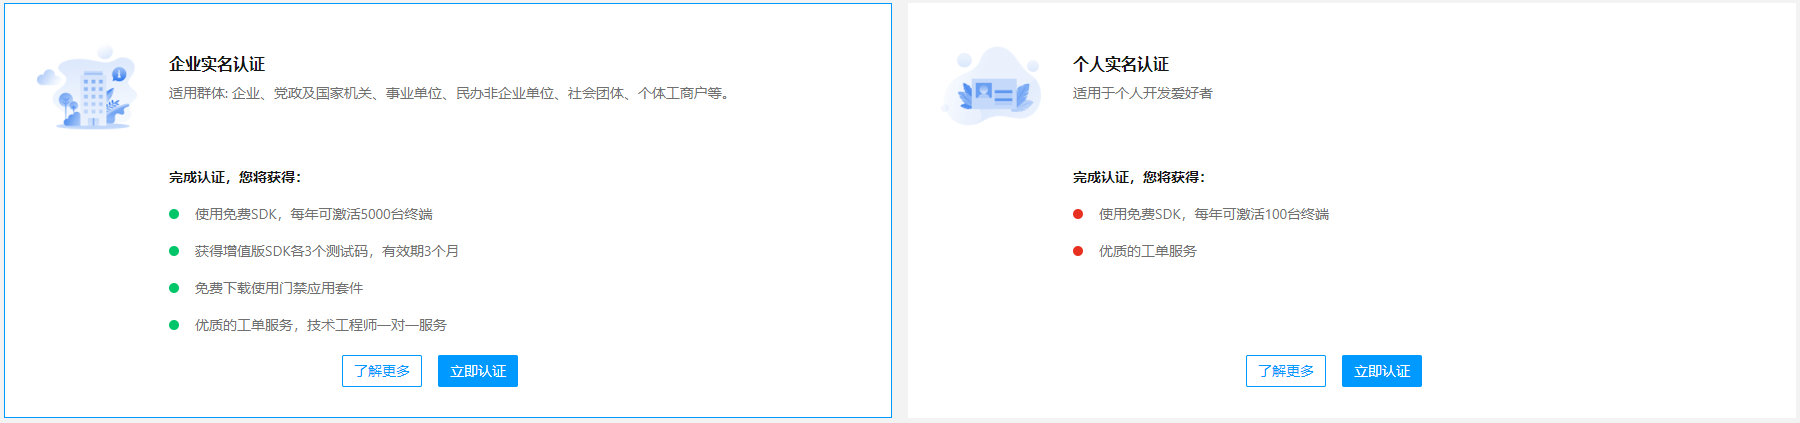 企业实名认证
适用群体: 企业、党政及国家机关、事业单位、民办非企业单位、社会团体、个体工商户等。
完成认证，您将获得：
使用免费SDK，每年可激活5000台终端
获得增值版SDK各3个测试码，有效期3个月
免费下载使用门禁应用套件
优质的工单服务，技术工程师一对一服务
了解更多 立即认证
个人实名认证
适用于个人开发爱好者
完成认证，您将获得：
使用免费SDK，每年可激活100台终端
优质的工单服务
了解更多 立即认证